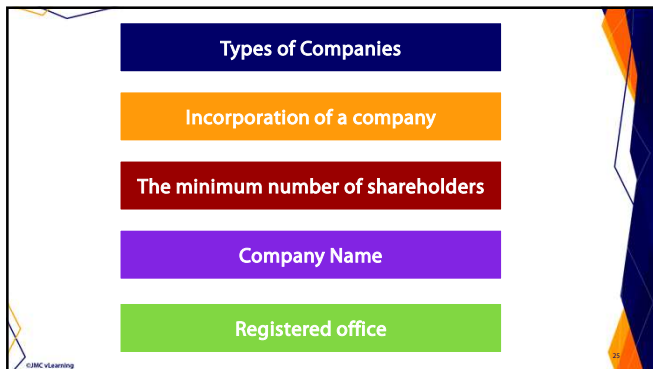 Types of Companies
Incorporation of a company
The minimum number of shareholders
Company Name
Registered office
25
©JMC vLearning